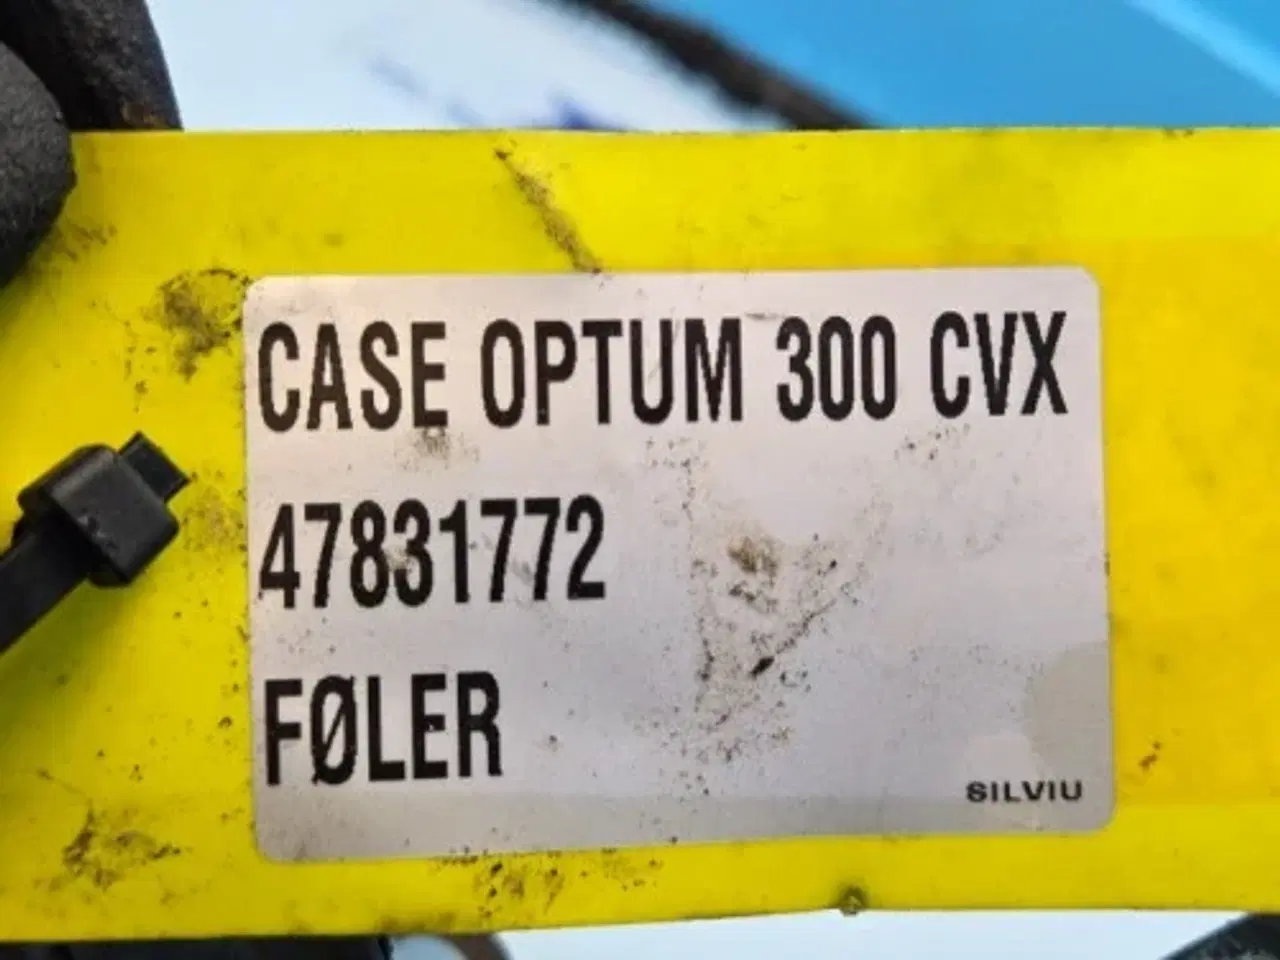 CASE OPTUM 300 CVX
47831772
FØLER
SILVIU